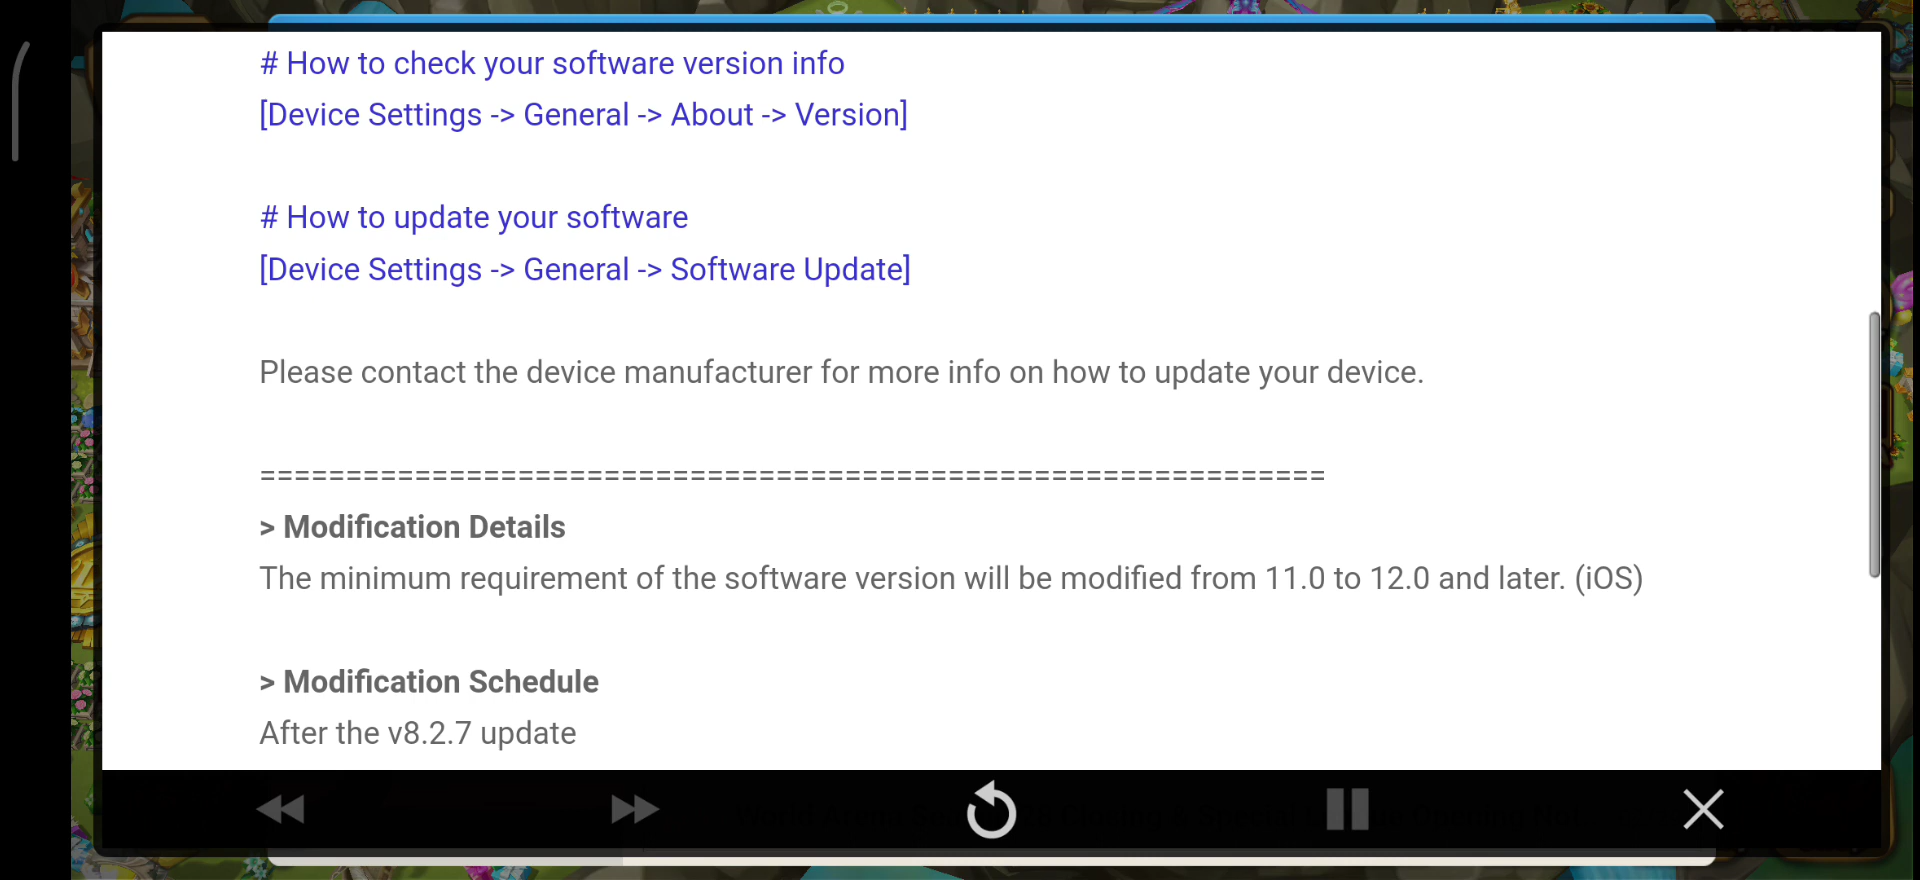 # How to check your software version info
[Device Settings -> General -> About -> Version]
# How to update your software
[Device Settings -> General -> Software Update]
Please contact the device manufacturer for more info on how to update your device.
==============================================================
> Modification Details
The minimum requirement of the software version will be modified from 11.0 to 12.0 and later. (iOS)
> Modification Schedule
After the v8.2.7 update